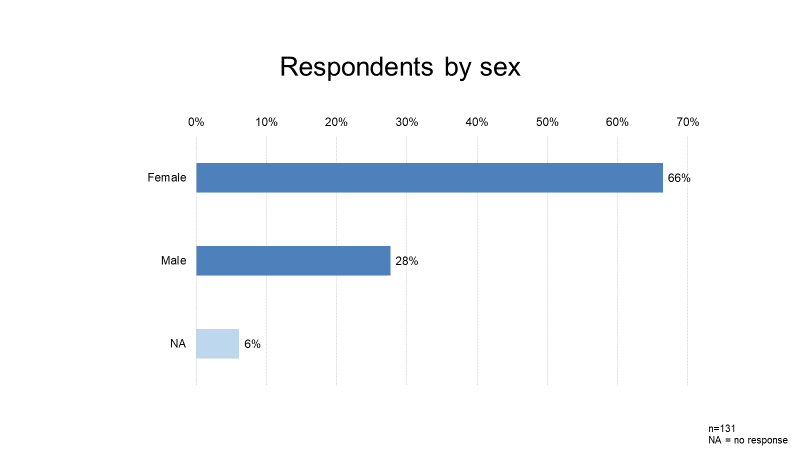 Respondents by sex
0% 10% 20% 30% 40% 50% 60% 70%
Female 66%
Male 28%
NA 6%
n=131
NA = no response